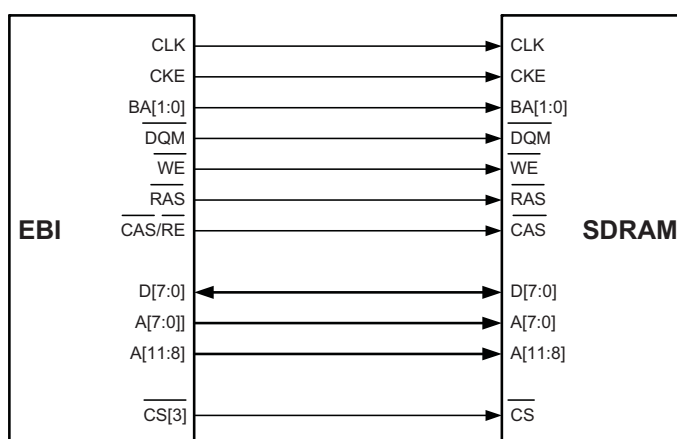 CLK CLK
CKE CKE
BA[1:0] BA[1:0]
DQM DQM
WE WE
RAS RAS
EBI CAS/RE CAS SDRAM
D[7:0] D[7:0]
A[7:0]] A[7:0]
A[11:8] A[11:8]
CS[3] CS